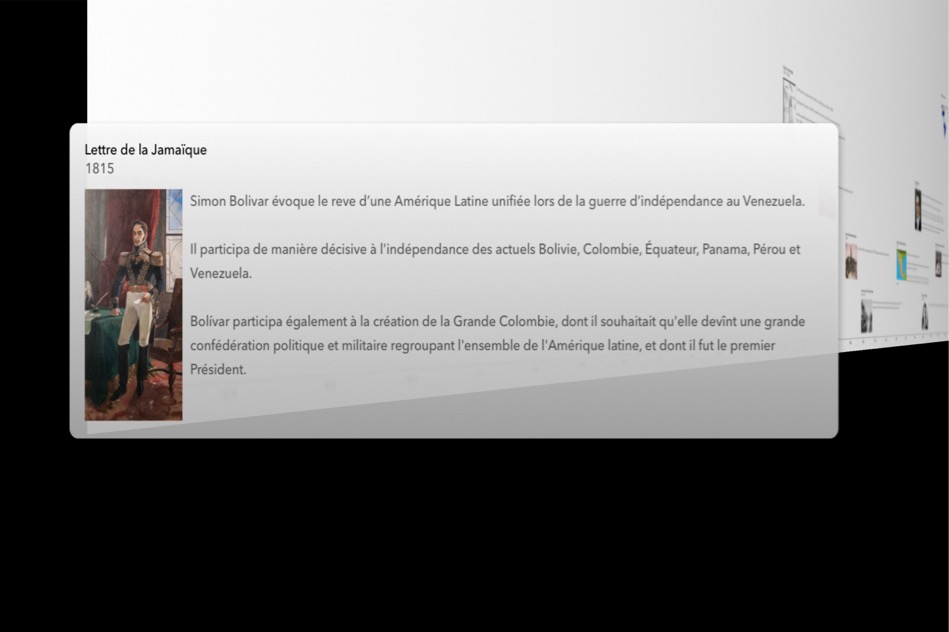 Lettre de la Jamaïque
1815
Simon Bolivar évoque le reve d'une Amérique Latine unifiée lors de la guerre d'indépendance au Venezuela.
Il participa de manière décisive à l'indépendance des actuels Bolivie, Colombie, Équateur, Panama, Pérou et
Venezuela.
Bolívar participa également à la création de la Grande Colombie, dont il souhaitait qu'elle devînt une grande
confédération politique et militaire regroupant l'ensemble de l'Amérique latine, et dont il fut le premier
Président.